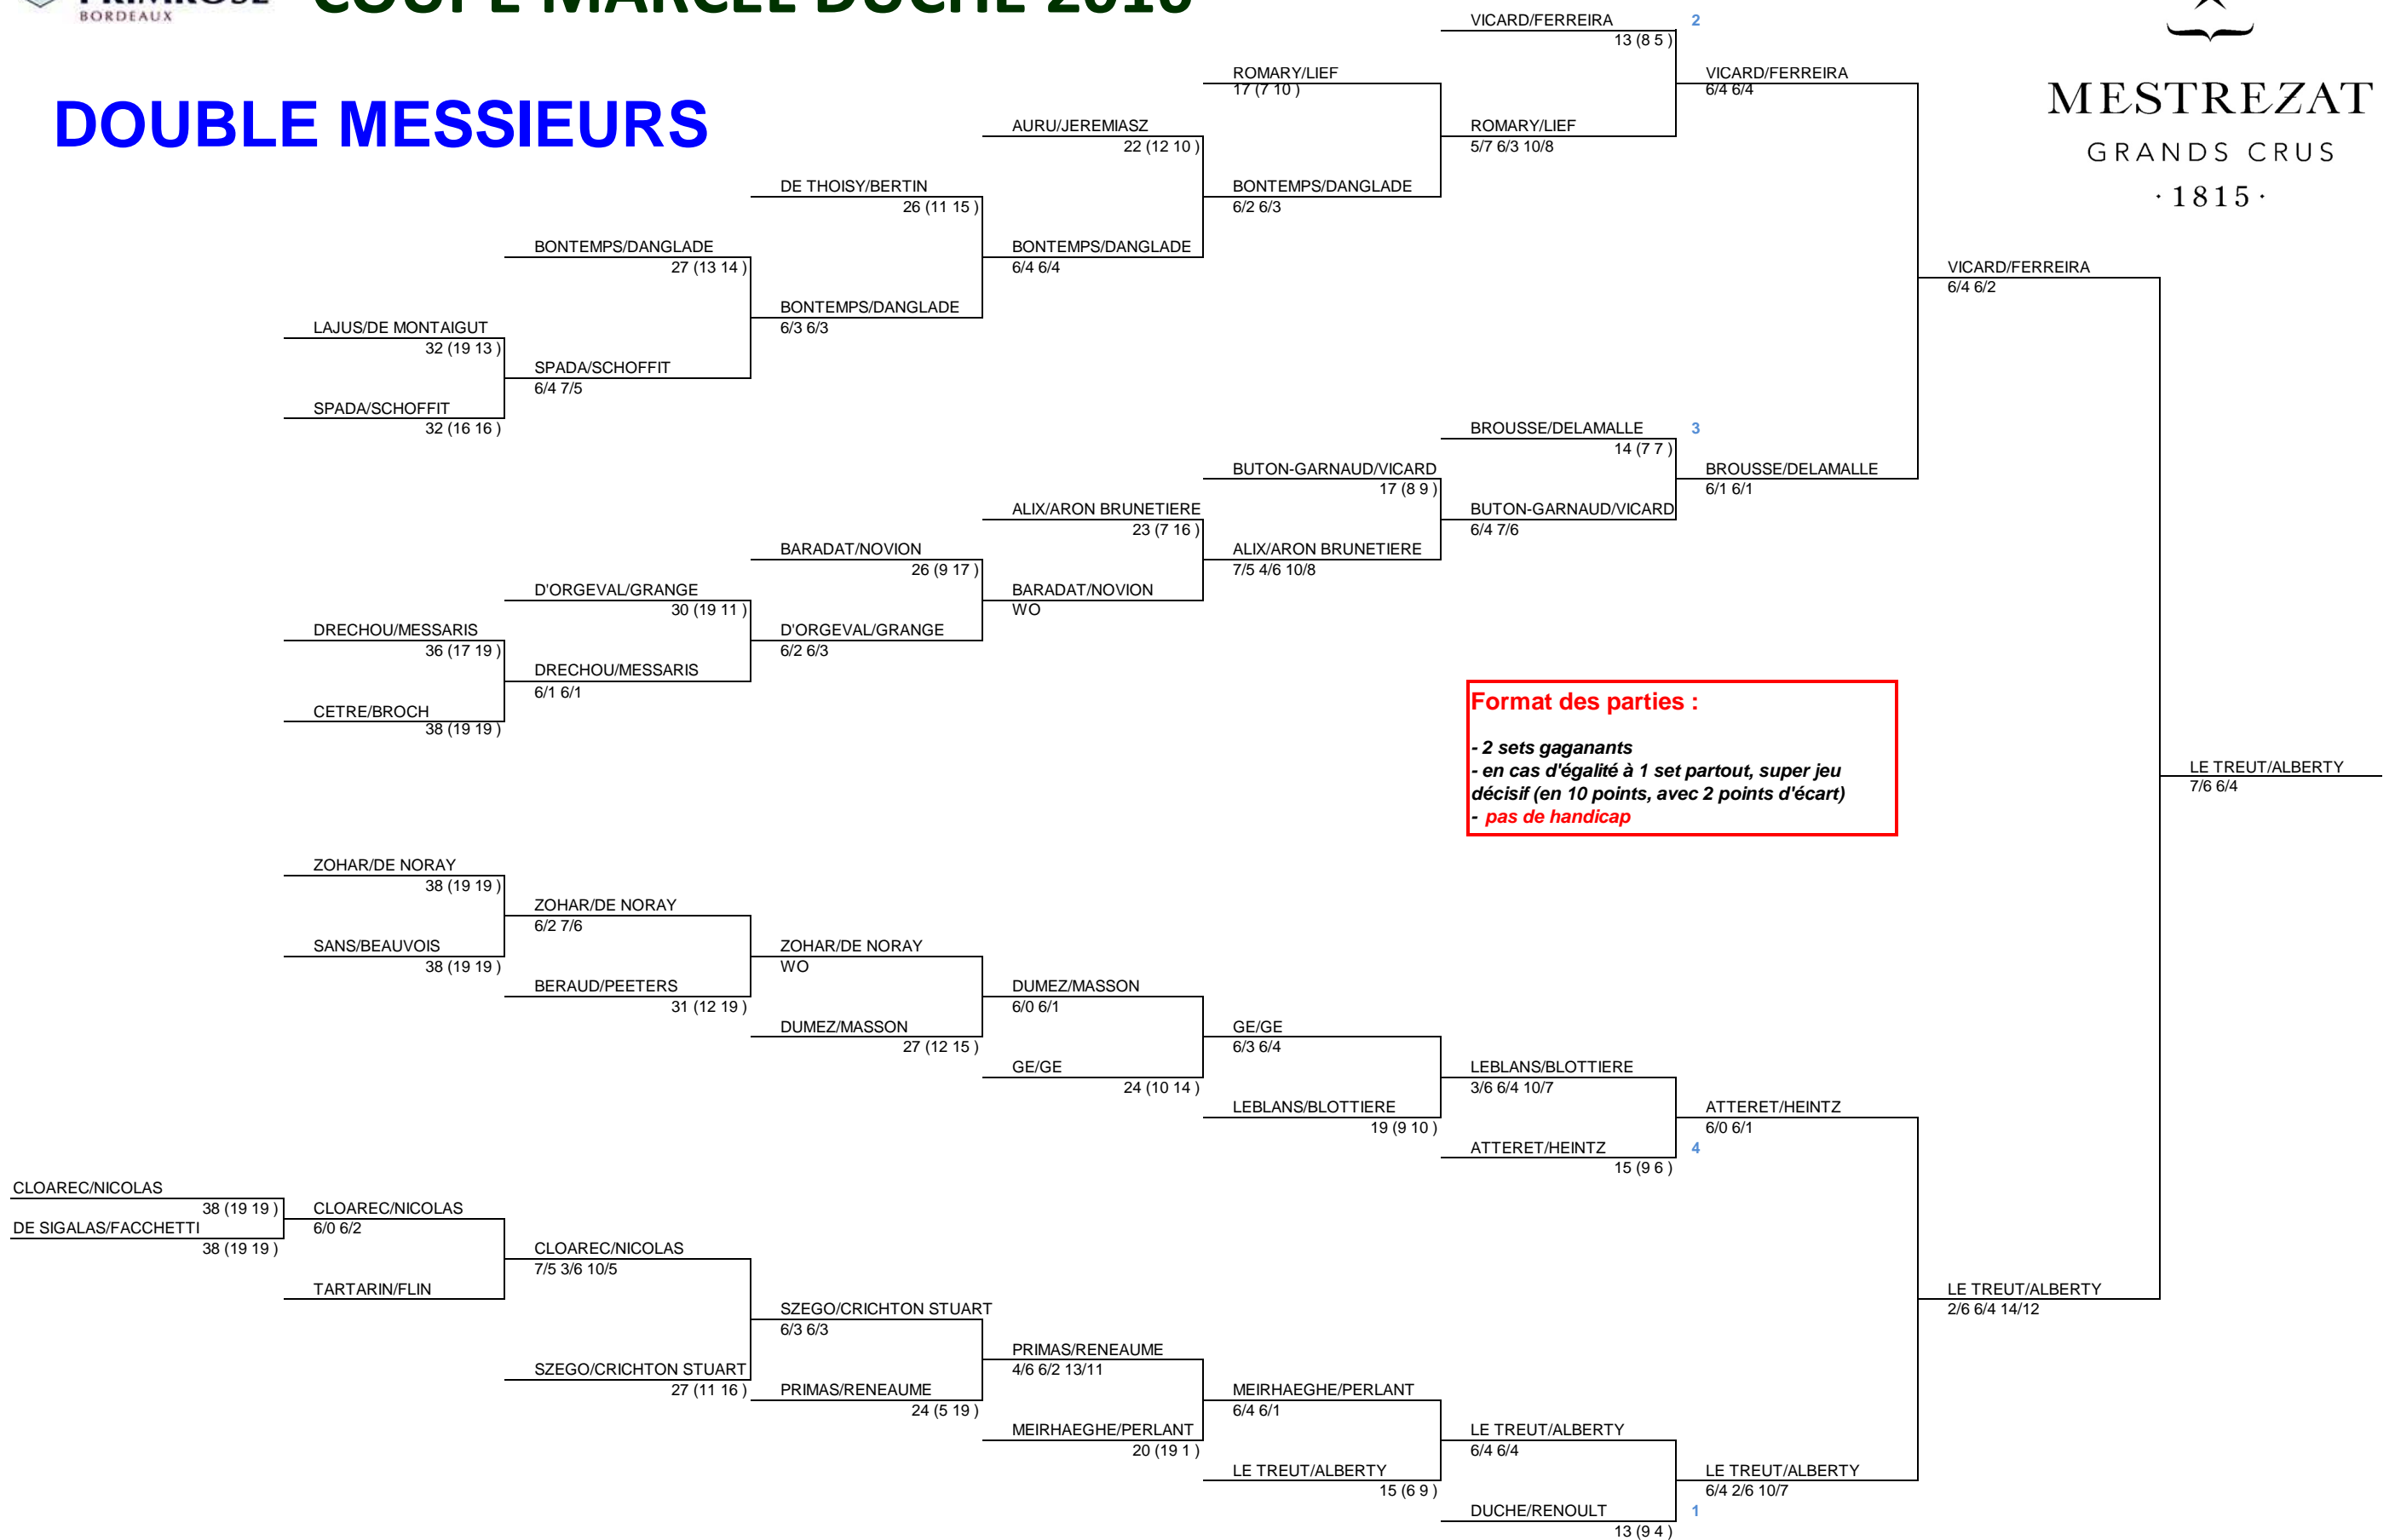 PRIMROSE
BORDEAUX
COUPE MARCEL DUCHE 2016
DOUBLE MESSIEURS
MESTREZAT
GRANDS CRUS
· 1815 ·
VICARD/FERREIRA 2
13 (8 5 )
ROMARY/LIEF
17 (7 10 )
VICARD/FERREIRA
6/4 6/4
AURU/JEREMIASZ
22 (12 10 )
ROMARY/LIEF
5/7 6/3 10/8
DE THOISY/BERTIN
26 (11 15 )
BONTEMPS/DANGLADE
6/2 6/3
BONTEMPS/DANGLADE
27 (13 14 )
BONTEMPS/DANGLADE
6/4 6/4
VICARD/FERREIRA
6/4 6/2
BONTEMPS/DANGLADE
6/3 6/3
LAJUS/DE MONTAIGUT
32 (19 13 )
SPADA/SCHOFFIT
6/4 7/5
SPADA/SCHOFFIT
32 (16 16 )
BROUSSE/DELAMALLE 3
14 (7 7 )
BUTON-GARNAUD/VICARD
17 (8 9 )
BROUSSE/DELAMALLE
6/1 6/1
ALIX/ARON BRUNETIERE
23 (7 16 )
BUTON-GARNAUD/VICARD
6/4 7/6
BARADAT/NOVION
26 (9 17 )
ALIX/ARON BRUNETIERE
7/5 4/6 10/8
D'ORGEVAL/GRANGE
30 (19 11 )
BARADAT/NOVION
WO
DRECHOU/MESSARIS
36 (17 19 )
D'ORGEVAL/GRANGE
6/2 6/3
DRECHOU/MESSARIS
6/1 6/1
CETRE/BROCH
38 (19 19 )
Format des parties :
- 2 sets gaganants
- en cas d'égalité à 1 set partout, super jeu
décisif (en 10 points, avec 2 points d'écart)
- pas de handicap
LE TREUT/ALBERTY
7/6 6/4
ZOHAR/DE NORAY
38 (19 19 )
ZOHAR/DE NORAY
6/2 7/6
SANS/BEAUVOIS
38 (19 19 )
ZOHAR/DE NORAY
WO
BERAUD/PEETERS
31 (12 19 )
DUMEZ/MASSON
6/0 6/1
DUMEZ/MASSON
27 (12 15 )
GE/GE
6/3 6/4
GE/GE
24 (10 14 )
LEBLANS/BLOTTIERE
3/6 6/4 10/7
LEBLANS/BLOTTIERE
19 (9 10 )
ATTERET/HEINTZ
6/0 6/1
ATTERET/HEINTZ 4
15 (9 6 )
CLOAREC/NICOLAS
38 (19 19 )
CLOAREC/NICOLAS
6/0 6/2
DE SIGALAS/FACCHETTI
38 (19 19 )
CLOAREC/NICOLAS
7/5 3/6 10/5
TARTARIN/FLIN
LE TREUT/ALBERTY
2/6 6/4 14/12
SZEGO/CRICHTON STUART
6/3 6/3
PRIMAS/RENEAUME
4/6 6/2 13/11
SZEGO/CRICHTON STUART
27 (11 16 )
PRIMAS/RENEAUME
24 (5 19 )
MEIRHAEGHE/PERLANT
6/4 6/1
MEIRHAEGHE/PERLANT
20 (19 1 )
LE TREUT/ALBERTY
6/4 6/4
LE TREUT/ALBERTY
15 (6 9 )
LE TREUT/ALBERTY
6/4 2/6 10/7
DUCHE/RENOULT 1
13 (9 4 )